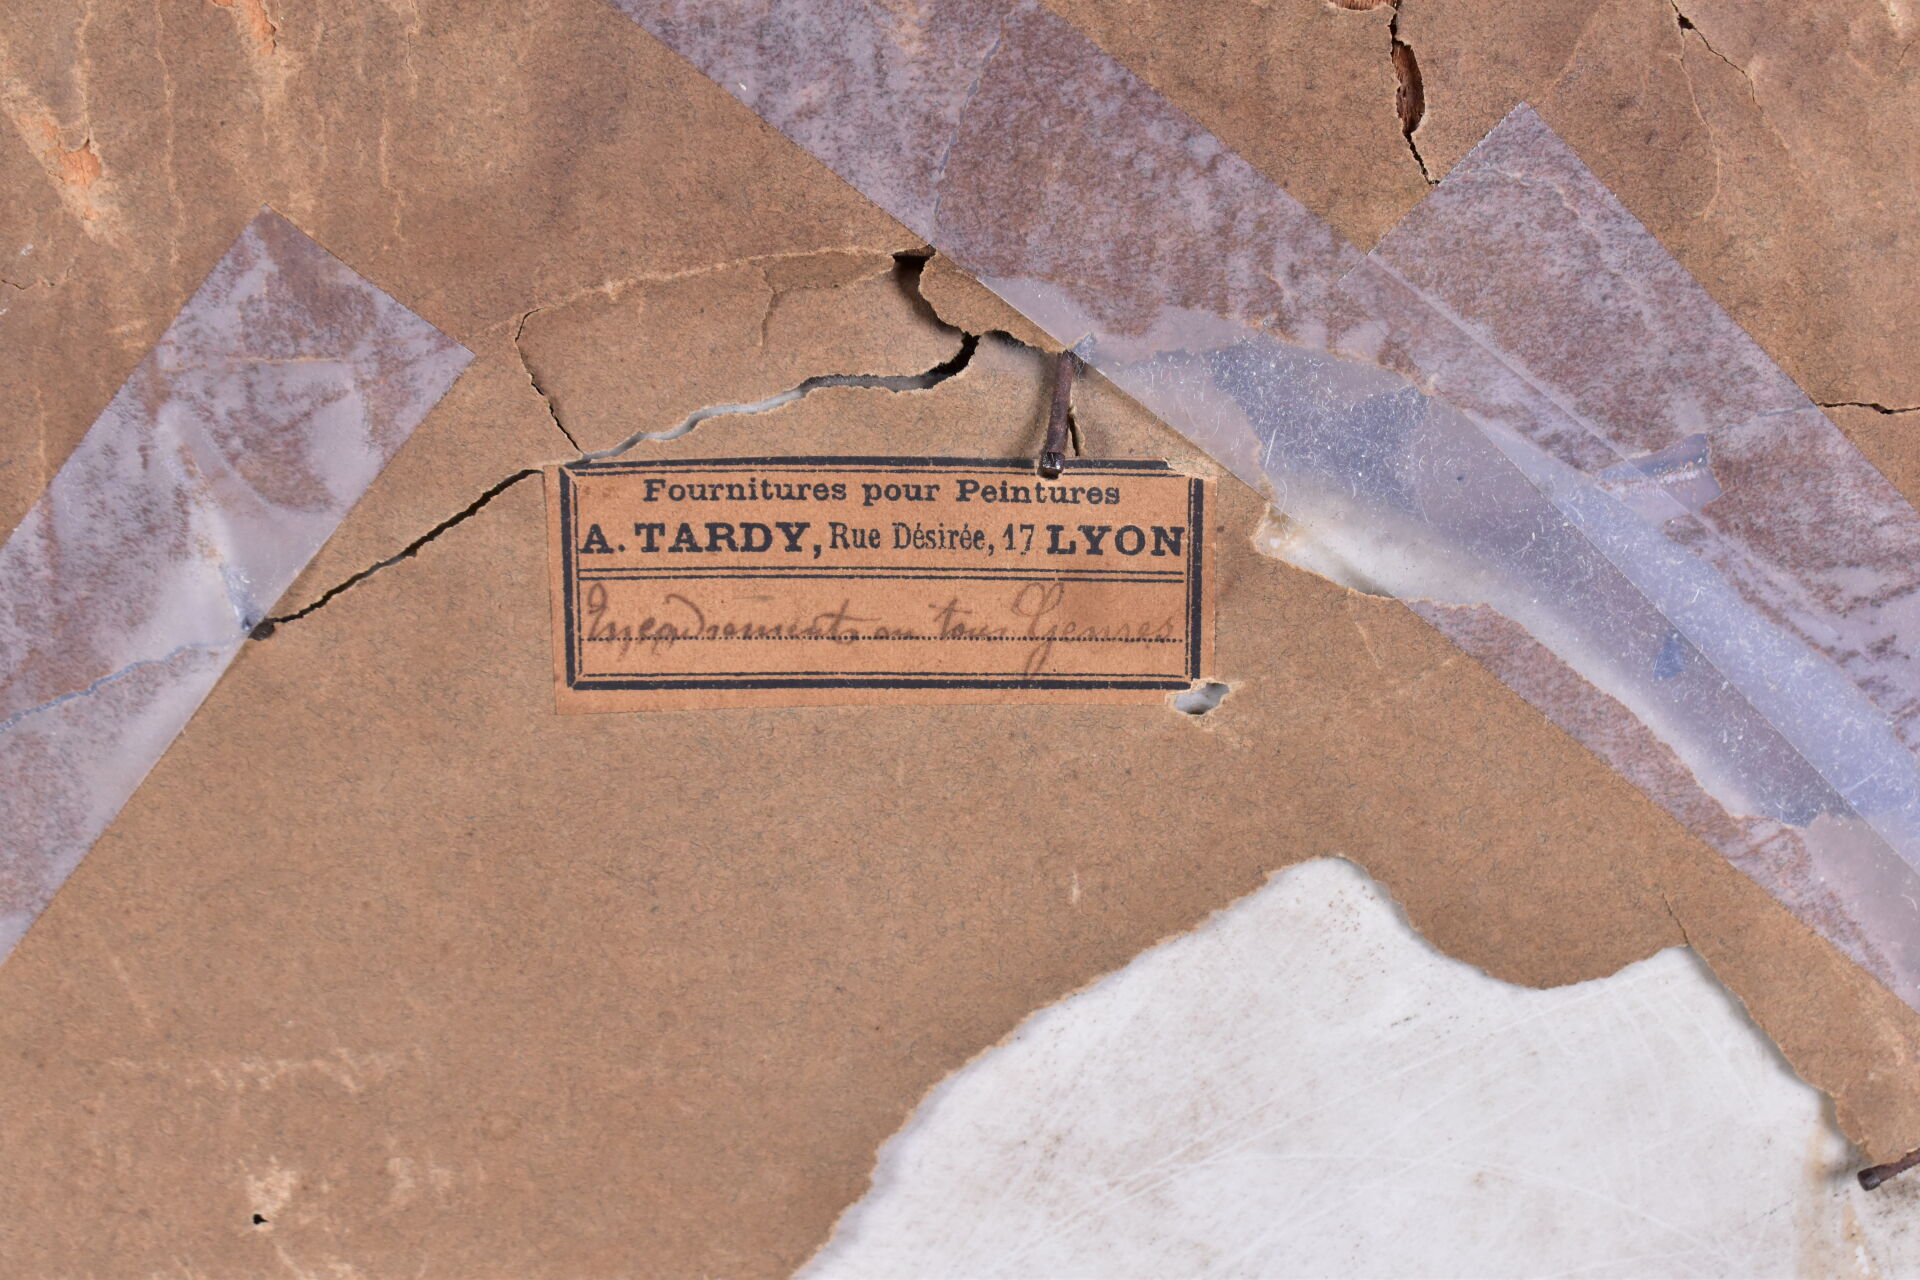 Fournitures pour Peintures
A. TARDY, Rue Désirée, 17 LYON
Encadrements en tous Genres